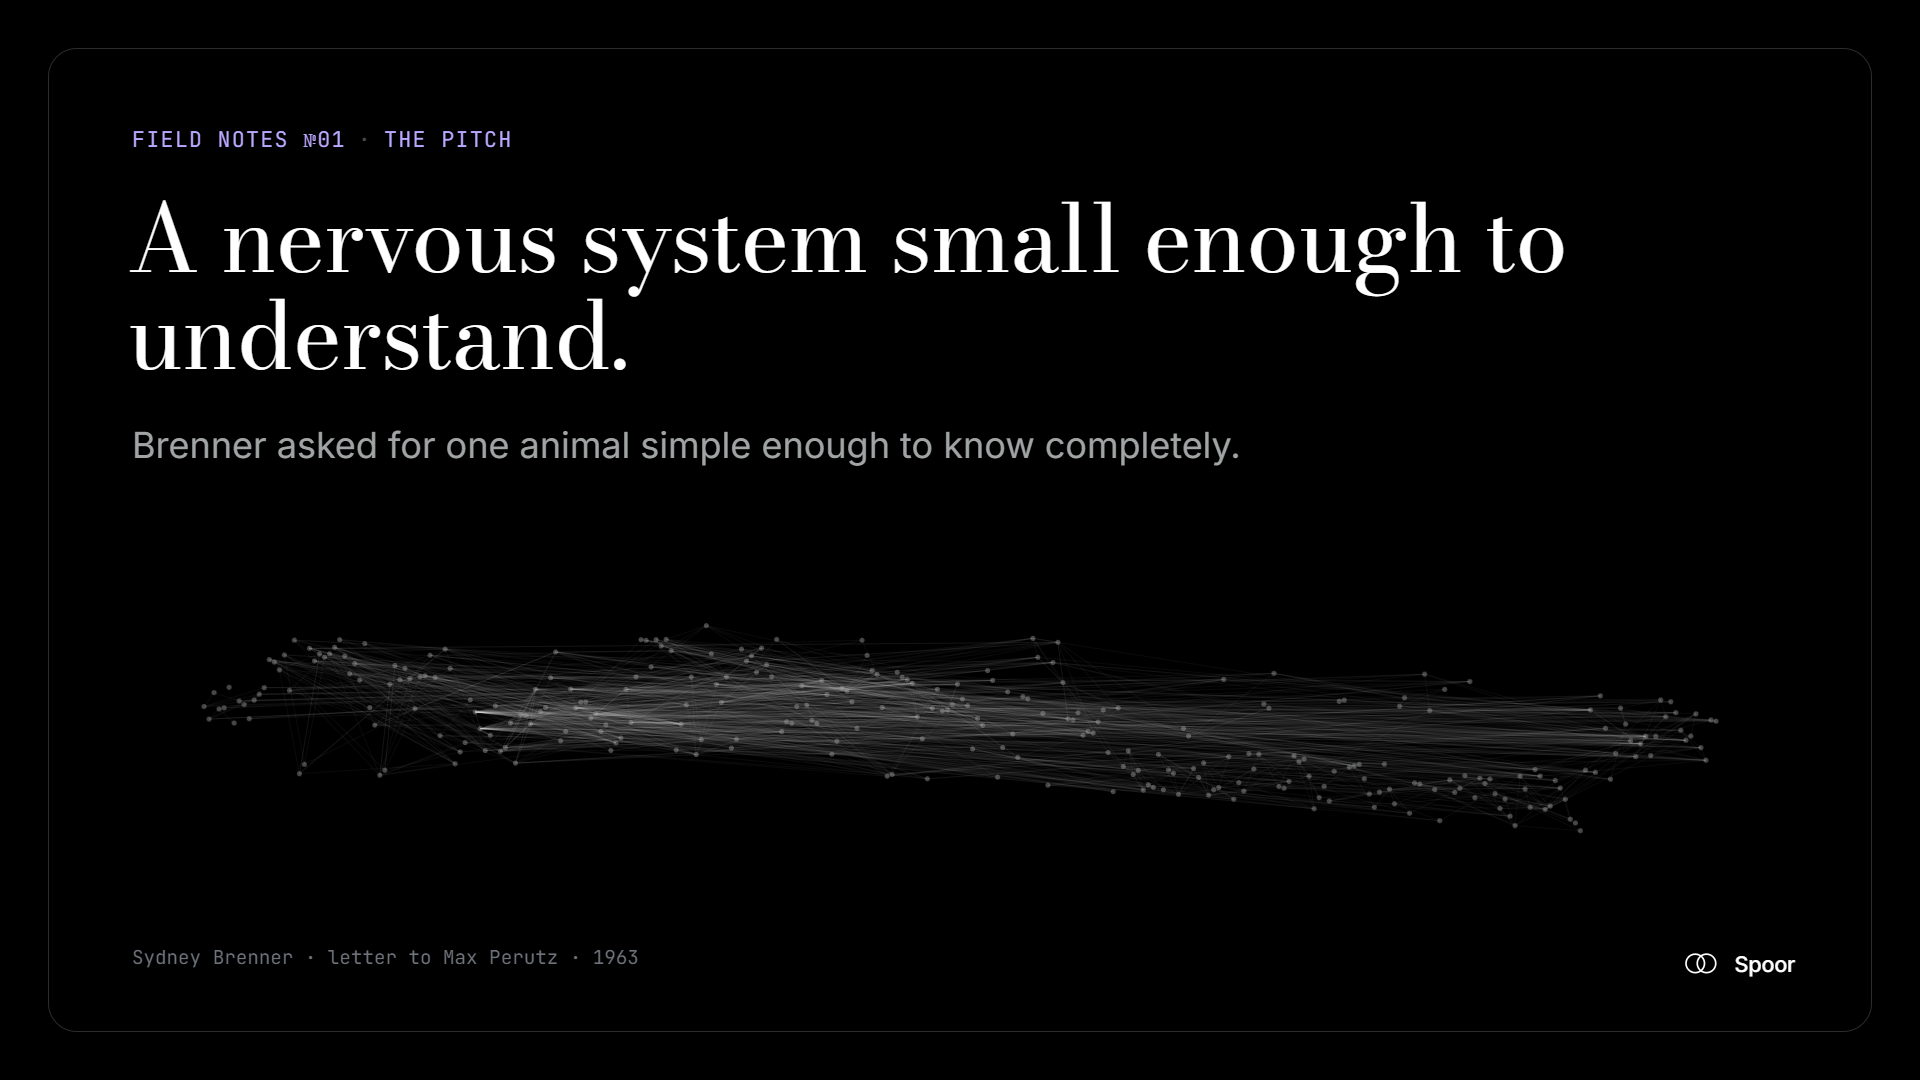 FIELD NOTES №01 · THE PITCH
A nervous system small enough to
understand.
Brenner asked for one animal simple enough to know completely.
Sydney Brenner · letter to Max Perutz · 1963
Spoor